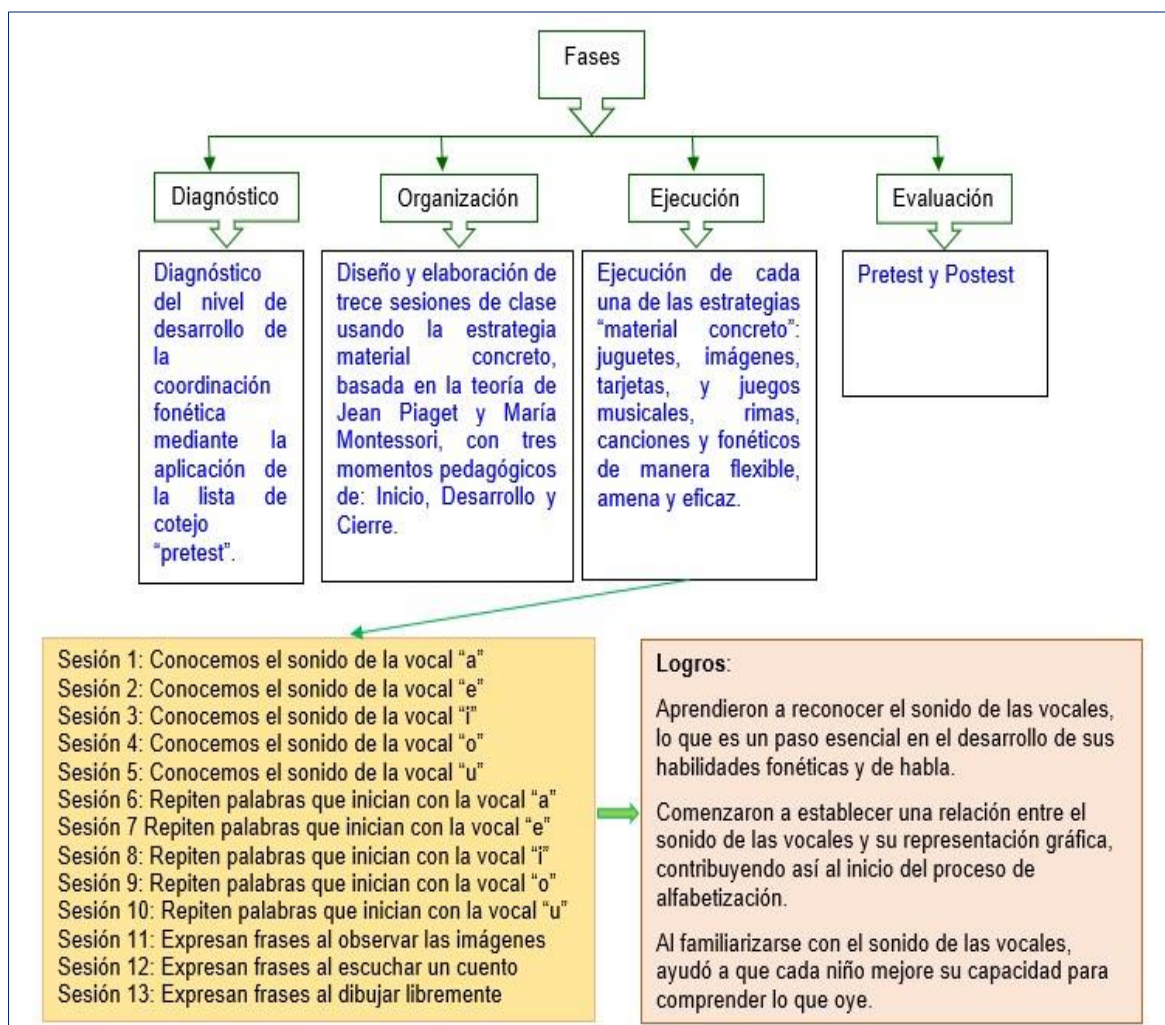 Fases
Diagnóstico
Organización
Ejecución
Evaluación
Diagnóstico
del nivel de
desarrollo de
la
coordinación
fonética
mediante la
aplicación de
la lista de
cotejo
“pretest”.
Diseño y elaboración de
trece sesiones de clase
usando la estrategia
material concreto,
basada en la teoría de
Jean Piaget y María
Montessori, con tres
momentos pedagógicos
de: Inicio, Desarrollo y
Cierre.
Ejecución de cada
una de las estrategias
“material concreto”:
juguetes, imágenes,
tarjetas, y juegos
musicales, rimas,
canciones y fonéticos
de manera flexible,
amena y eficaz.
Pretest y Postest
Sesión 1: Conocemos el sonido de la vocal “a”
Sesión 2: Conocemos el sonido de la vocal “e”
Sesión 3: Conocemos el sonido de la vocal “i”
Sesión 4: Conocemos el sonido de la vocal “o”
Sesión 5: Conocemos el sonido de la vocal “u”
Sesión 6: Repiten palabras que inician con la vocal “a”
Sesión 7 Repiten palabras que inician con la vocal “e”
Sesión 8: Repiten palabras que inician con la vocal “i”
Sesión 9: Repiten palabras que inician con la vocal “o”
Sesión 10: Repiten palabras que inician con la vocal “u”
Sesión 11: Expresan frases al observar las imágenes
Sesión 12: Expresan frases al escuchar un cuento
Sesión 13: Expresan frases al dibujar libremente
Logros:
Aprendieron a reconocer el sonido de las vocales,
lo que es un paso esencial en el desarrollo de sus
habilidades fonéticas y de habla.
Comenzaron a establecer una relación entre el
sonido de las vocales y su representación gráfica,
contribuyendo así al inicio del proceso de
alfabetización.
Al familiarizarse con el sonido de las vocales,
ayudó a que cada niño mejore su capacidad para
comprender lo que oye.